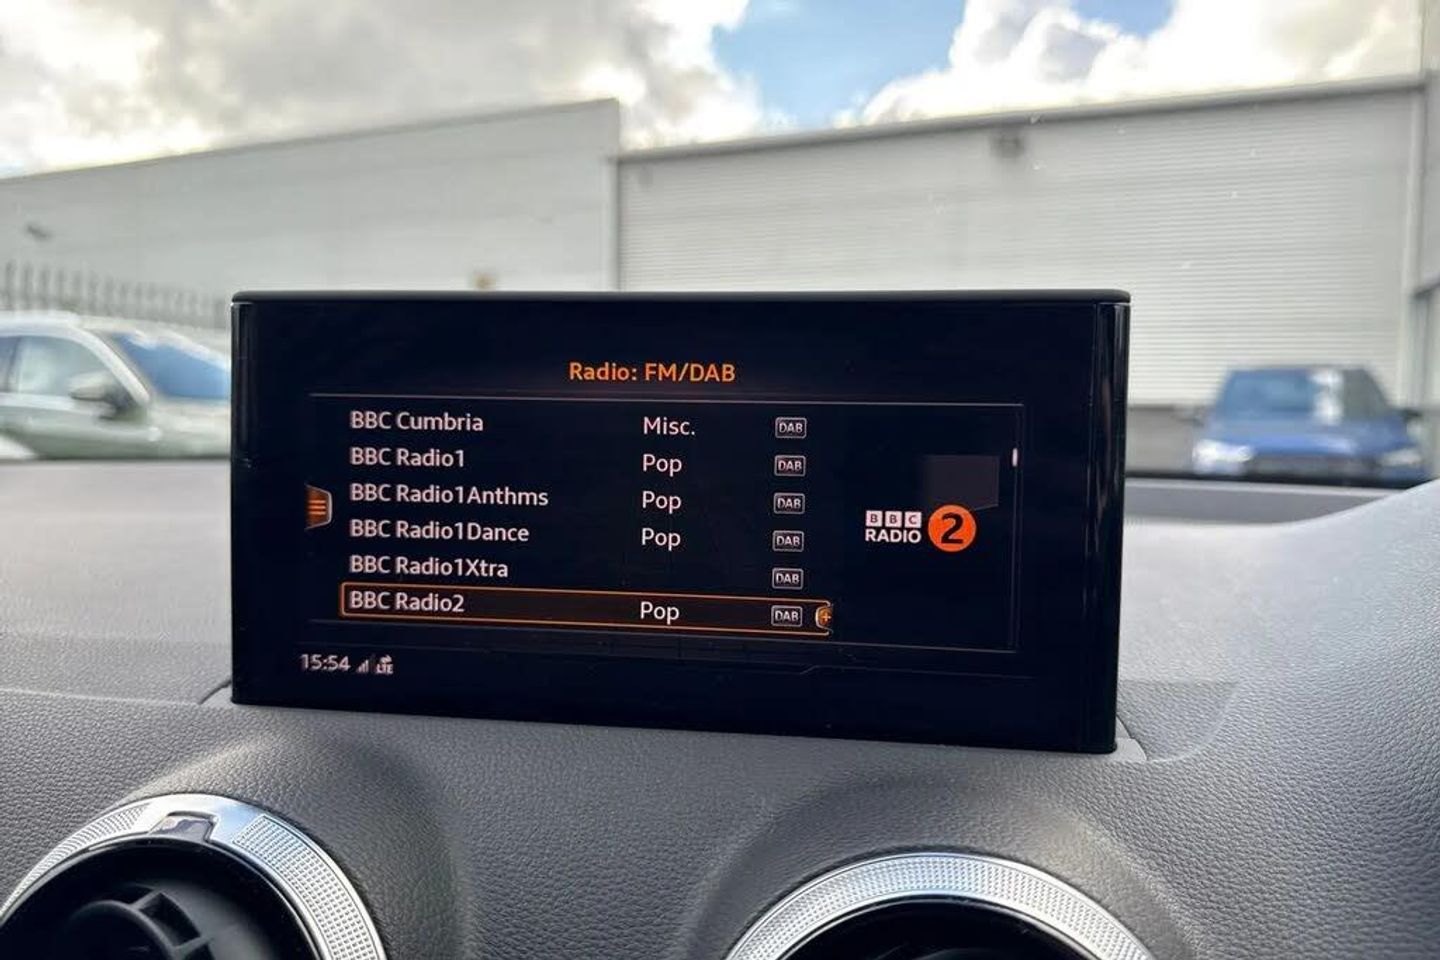 Radio: FM/DAB
BBC Cumbria Misc. DAB
BBC Radio1 Pop DAB
BBC Radio1Anthms Pop DAB
BBC Radio1Dance Pop DAB
BBC Radio1Xtra DAB
BBC Radio2 Pop DAB +
BBC
RADIO 2
15:54 LTE